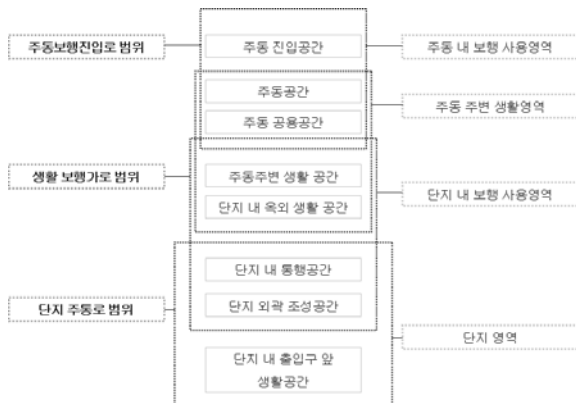 주동보행진입로 범위
주동 진입공간
주동 내 보행 사용영역
주동공간
주동 주변 생활영역
주동 공용공간
생활 보행가로 범위
주동주변 생활 공간
단지 내 보행 사용영역
단지 내 옥외 생활 공간
단지 내 통행공간
단지 주통로 범위
단지 외곽 조성공간
단지 영역
단지 내 출입구 앞
생활공간